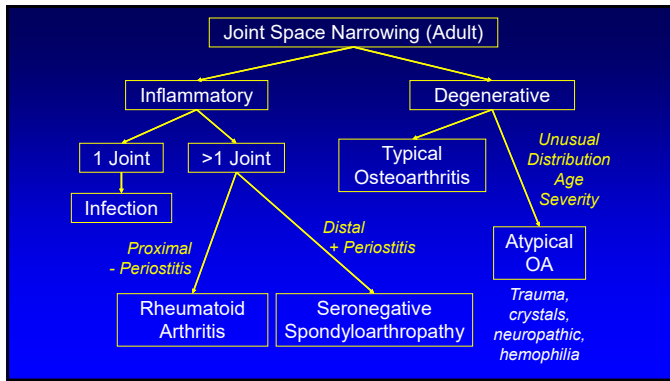 Joint Space Narrowing (Adult)
Inflammatory
Degenerative
1 Joint
>1 Joint
Typical
Osteoarthritis
Unusual
Distribution
Age
Severity
Infection
Proximal
- Periostitis
Distal
+ Periostitis
Atypical
OA
Rheumatoid
Arthritis
Seronegative
Spondyloarthropathy
Trauma,
crystals,
neuropathic,
hemophilia